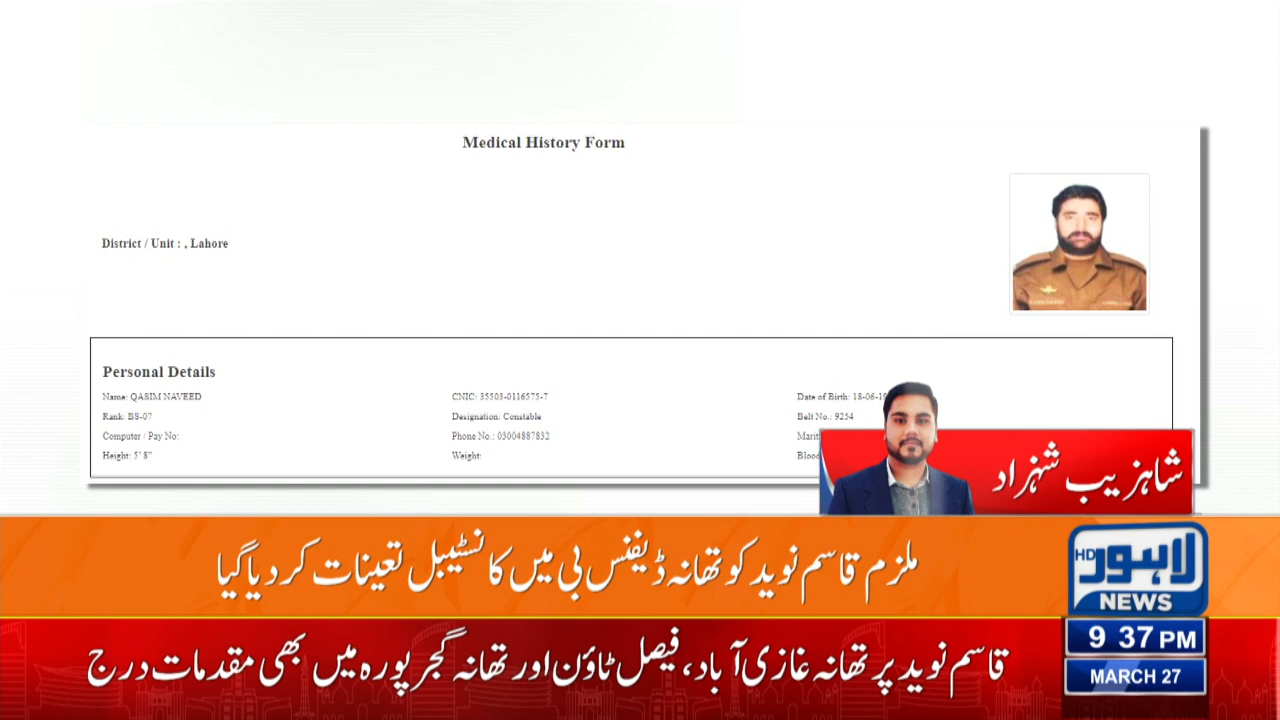 Medical History Form
District / Unit : , Lahore
Personal Details
Name: QASIM NAVEED
CNIC: 35503-0116575-7
Date of Birth: 18-06-19
Rank: BS-07
Designation: Constable
Belt No.: 9254
Computer / Pay No:
Phone No.: 03004887832
Marit
Height: 5' 8"
Weight:
Blood
شاہزیب شہزاد
ملزم قاسم نوید کو تھانہ ڈیفنس بی میں کانسٹیبل تعینات کر دیا گیا
لاہور HD
NEWS
قاسم نوید پر تھانہ غازی آباد، فیصل ٹاؤن اور تھانہ گجر پورہ میں بھی مقدمات درج
9 37 PM
MARCH 27